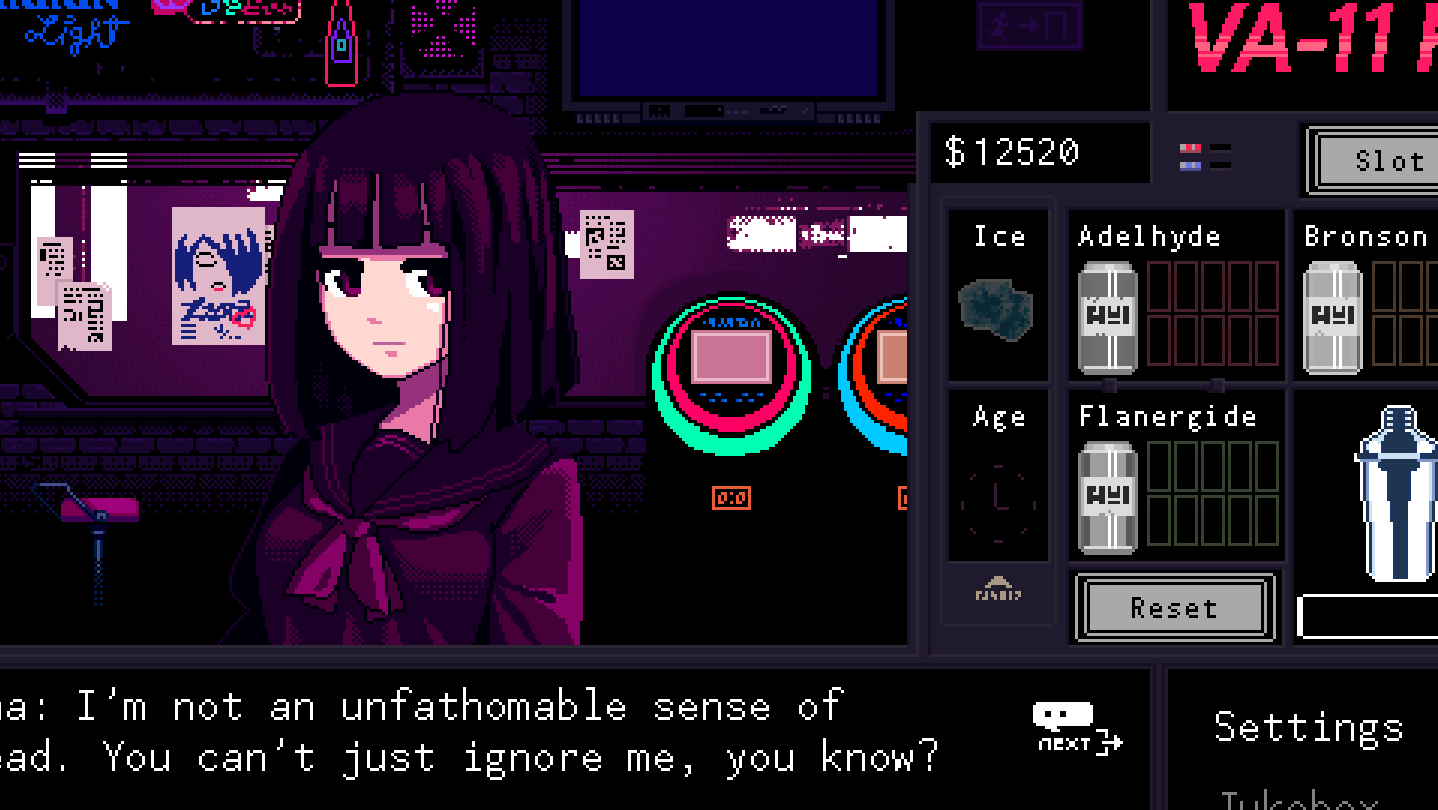 Light
VA-11 H
$12520
Slot
Ice
Adelhyde
Bronson
Age
Flanergide
Reset
a: I'm not an unfathomable sense of
ead. You can't just ignore me, you know?
NEXT
Settings
Jukebox